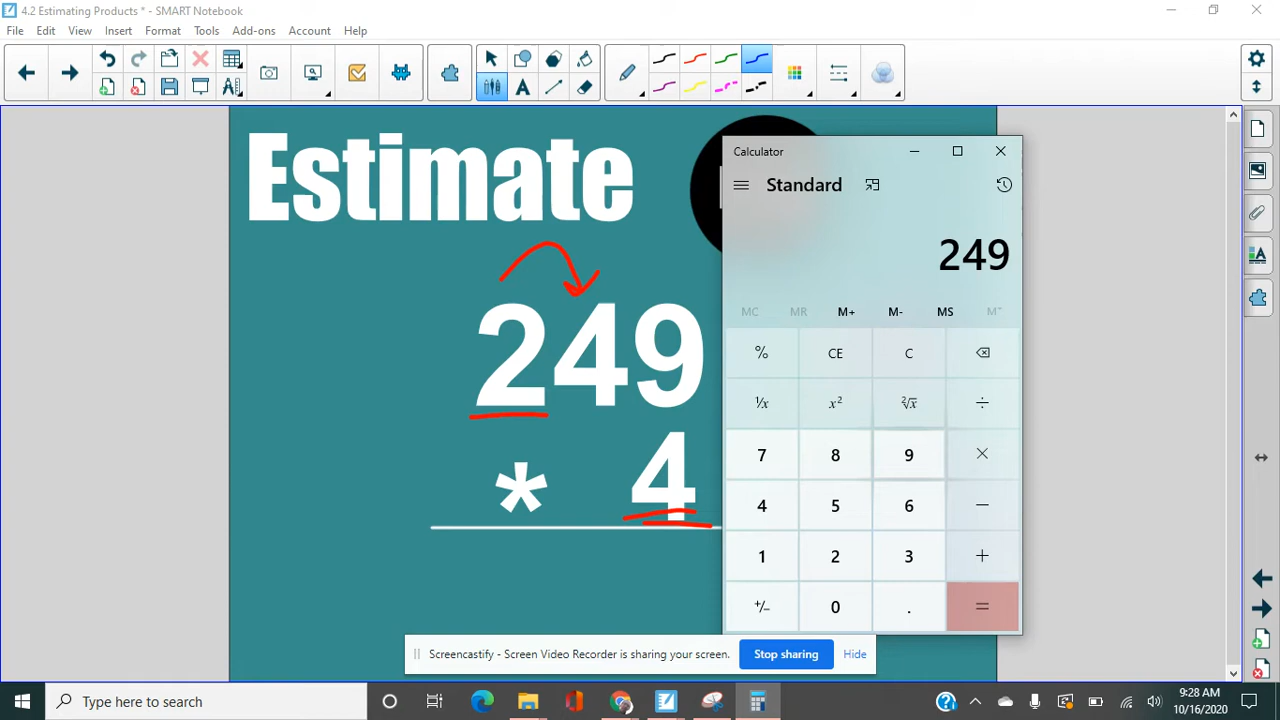 4.2 Estimating Products * - SMART Notebook
File Edit View Insert Format Tools Add-ons Account Help
A
Estimate
249
* 4
Calculator
Standard
249
MC MR M+ M- MS M˅
% CE C
¹/x x² ²√x ÷
7 8 9 ×
4 5 6 −
1 2 3 +
+/− 0 . =
Screencastify - Screen Video Recorder is sharing your screen. Stop sharing Hide
Type here to search
9:28 AM
10/16/2020